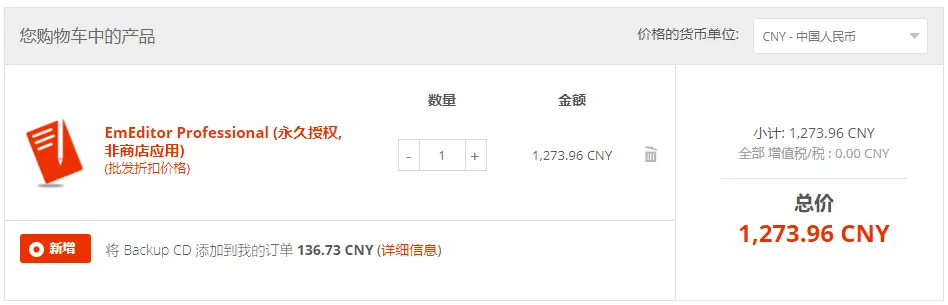 您购物车中的产品
价格的货币单位:
CNY - 中国人民币
数量
金额
EmEditor Professional (永久授权,
非商店应用)
(批发折扣价格)
- 1 +
1,273.96 CNY
新增
将 Backup CD 添加到我的订单 136.73 CNY (详细信息)
小计: 1,273.96 CNY
全部 增值税/税 : 0.00 CNY
总价
1,273.96 CNY